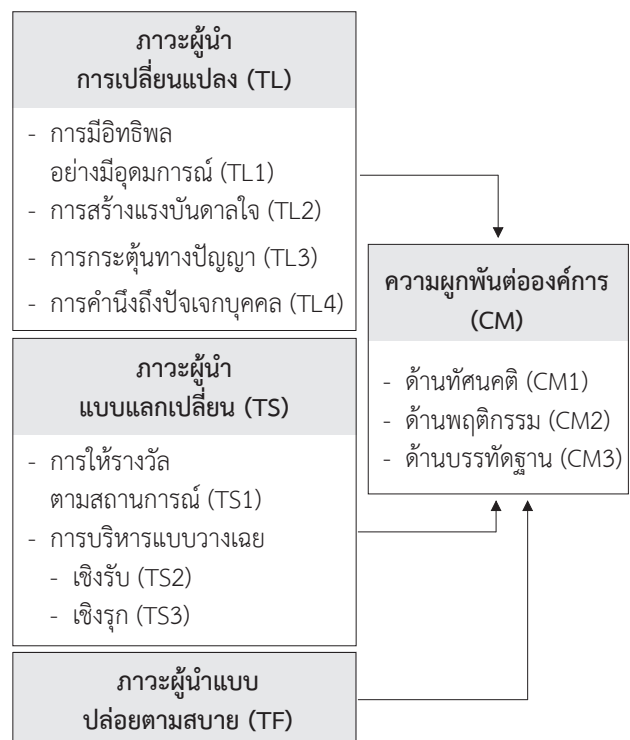 ภาวะผู้นำ
การเปลี่ยนแปลง (TL)
- การมีอิทธิพล
อย่างมีอุดมการณ์ (TL1)
- การสร้างแรงบันดาลใจ (TL2)
- การกระตุ้นทางปัญญา (TL3)
- การคำนึงถึงปัจเจกบุคคล (TL4)
ภาวะผู้นำ
แบบแลกเปลี่ยน (TS)
- การให้รางวัล
ตามสถานการณ์ (TS1)
- การบริหารแบบวางเฉย
- เชิงรับ (TS2)
- เชิงรุก (TS3)
ภาวะผู้นำแบบ
ปล่อยตามสบาย (TF)
ความผูกพันต่อองค์การ
(CM)
- ด้านทัศนคติ (CM1)
- ด้านพฤติกรรม (CM2)
- ด้านบรรทัดฐาน (CM3)